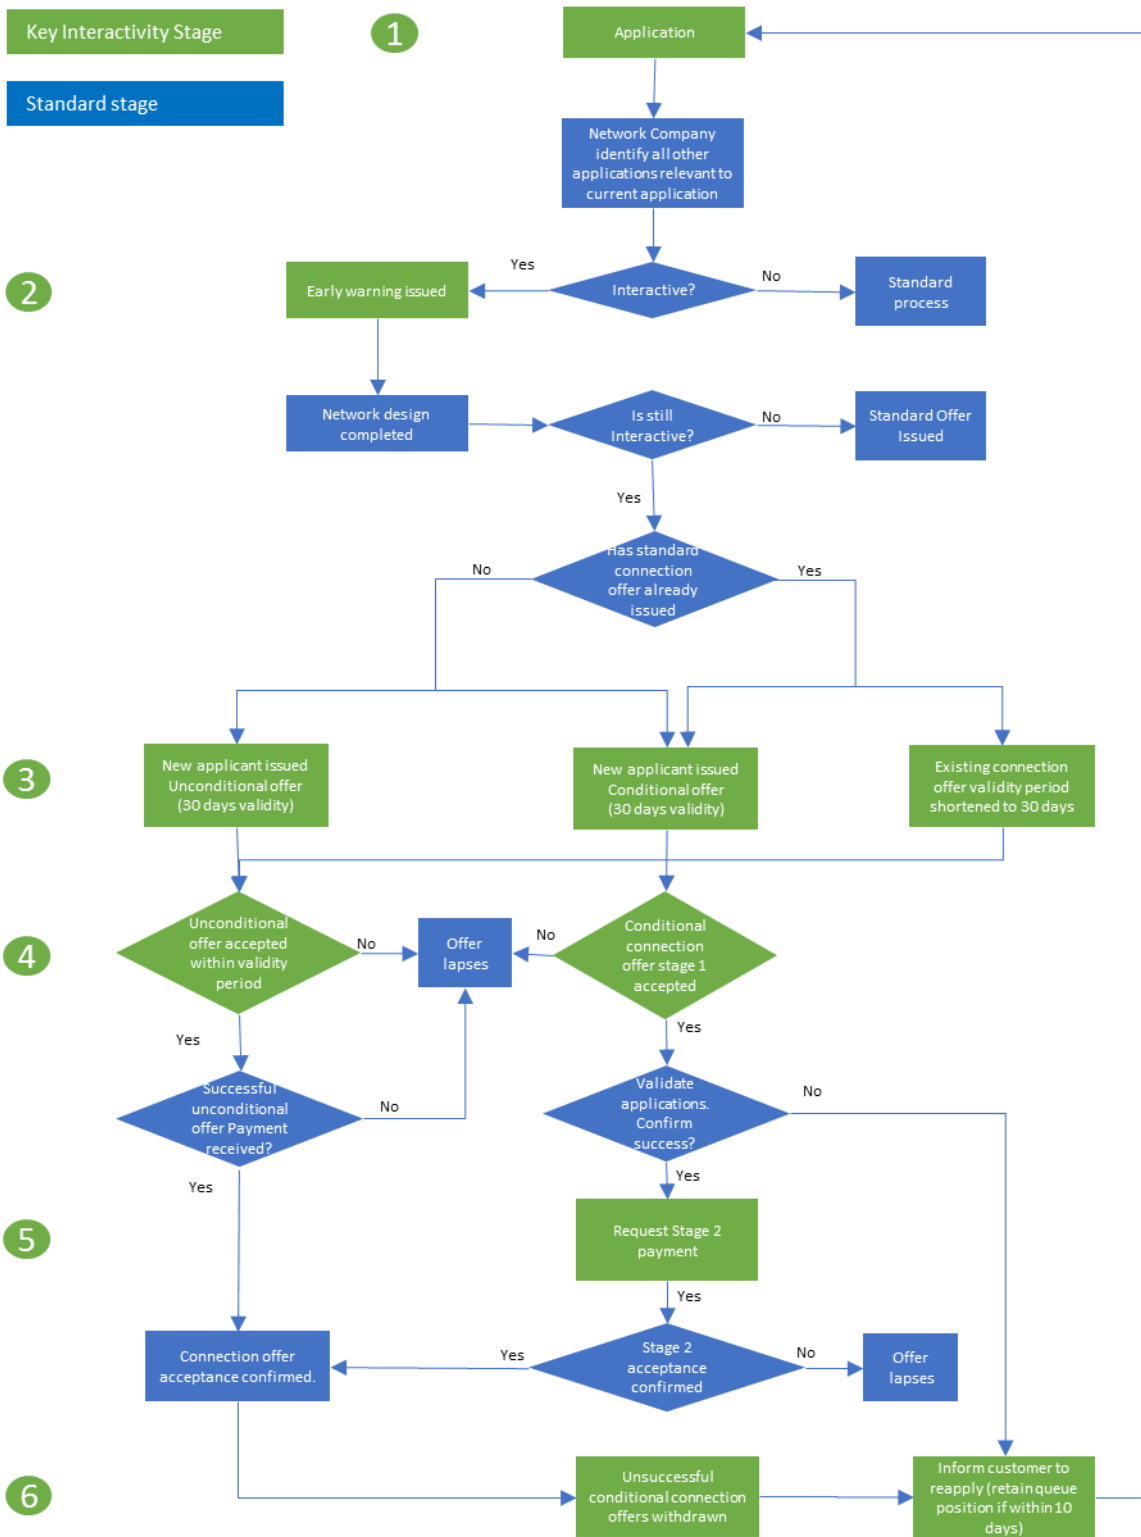 Key Interactivity Stage
1
Application
Standard stage
Network Company
identify all other
applications relevant to
current application
2
Yes
Early warning issued
Interactive?
No
Standard
process
Network design
completed
Is still
Interactive?
No
Standard Offer
Issued
Yes
Has standard
connection
offer already
issued
No
Yes
3
New applicant issued
Unconditional offer
(30 days validity)
New applicant issued
Conditional offer
(30 days validity)
Existing connection
offer validity period
shortened to 30 days
4
Unconditional
offer accepted
within validity
period
No
Offer
lapses
No
Conditional
connection
offer stage 1
accepted
Yes
Yes
Successful
unconditional
offer Payment
received?
No
Validate
applications.
Confirm
success?
No
Yes
Yes
5
Request Stage 2
payment
Yes
Connection offer
acceptance confirmed.
Yes
Stage 2
acceptance
confirmed
No
Offer
lapses
6
Unsuccessful
conditional connection
offers withdrawn
Inform customer to
reapply (retain queue
position if within 10
days)